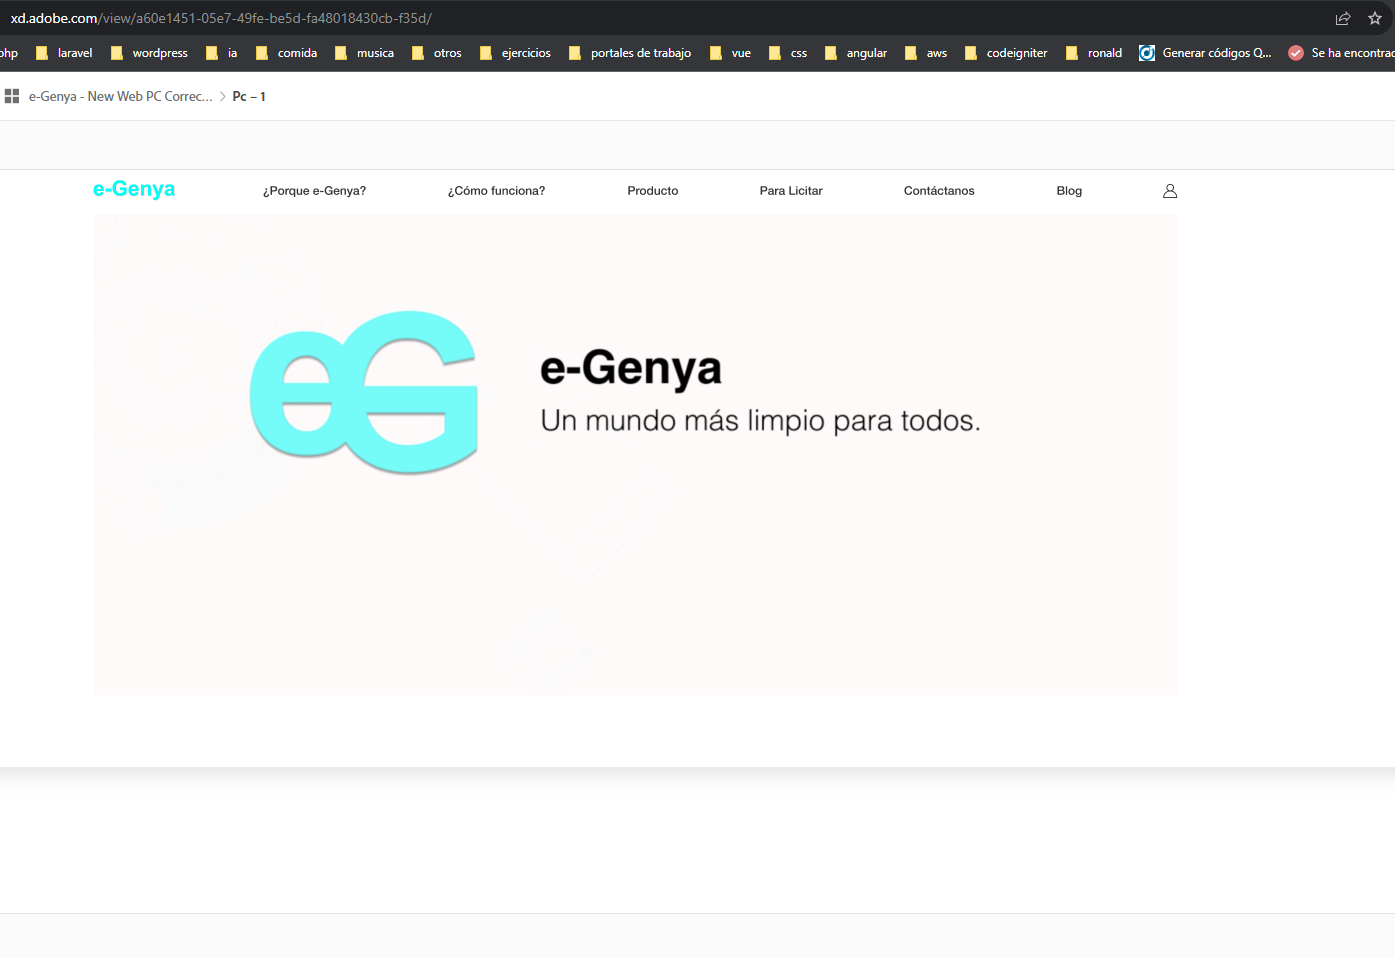 xd.adobe.com/view/a60e1451-05e7-49fe-be5d-fa48018430cb-f35d/
php laravel wordpress ia comida musica otros ejercicios portales de trabajo vue css angular aws codeigniter ronald Generar códigos Q... Se ha encontrad
e-Genya - New Web PC Correc... > Pc – 1
e-Genya ¿Porque e-Genya? ¿Cómo funciona? Producto Para Licitar Contáctanos Blog
eG
e-Genya
Un mundo más limpio para todos.